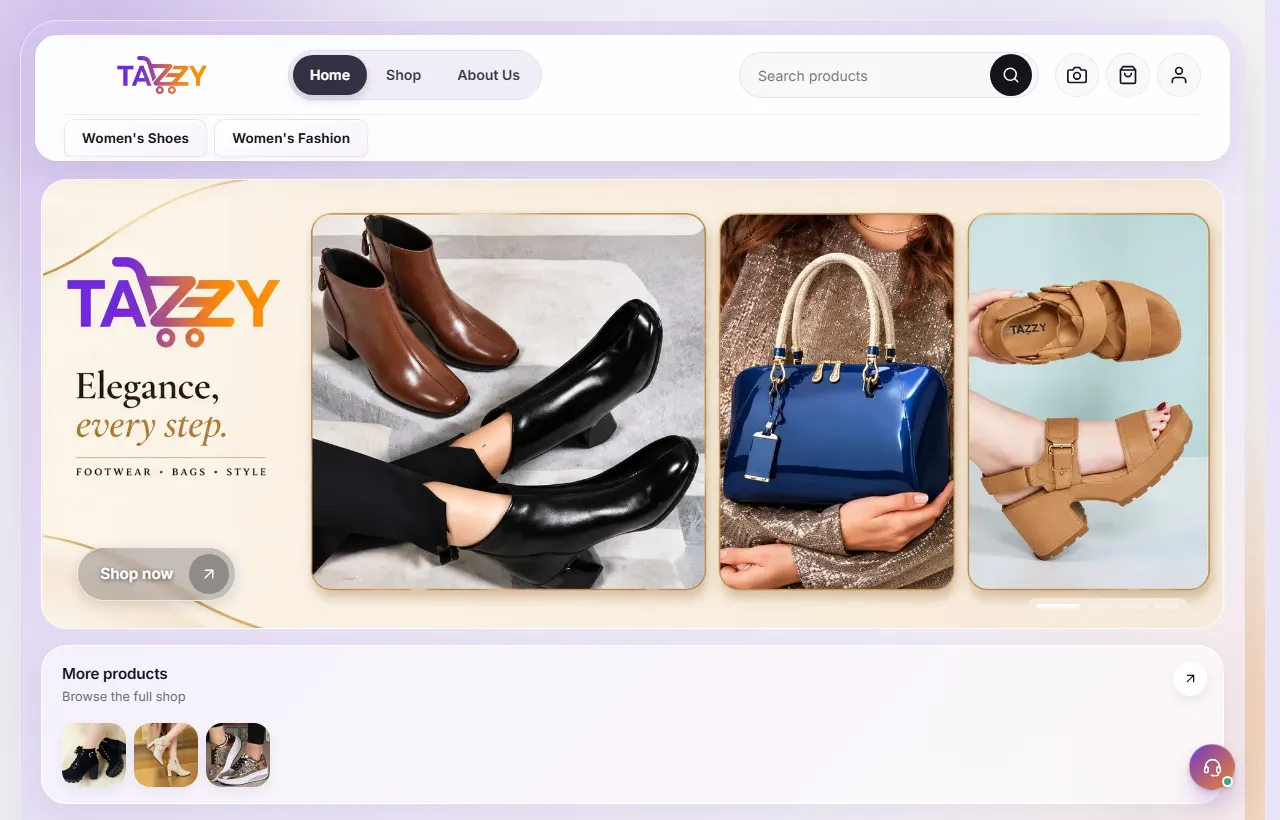 TAZZY
Home
Shop
About Us
Search products
Women's Shoes
Women's Fashion
TAZZY
Elegance,
every step.
FOOTWEAR • BAGS • STYLE
Shop now
TAZZY
More products
Browse the full shop